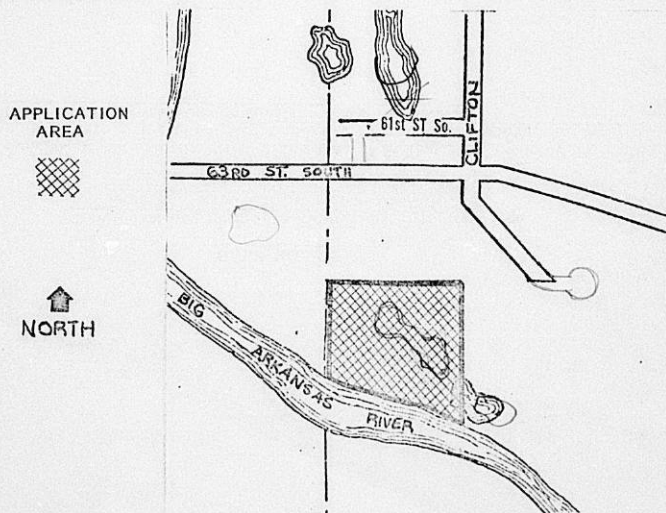 APPLICATION
AREA
NORTH
61st ST So.
CLIFTON
63RD ST. SOUTH
BIG
ARKANSAS
RIVER